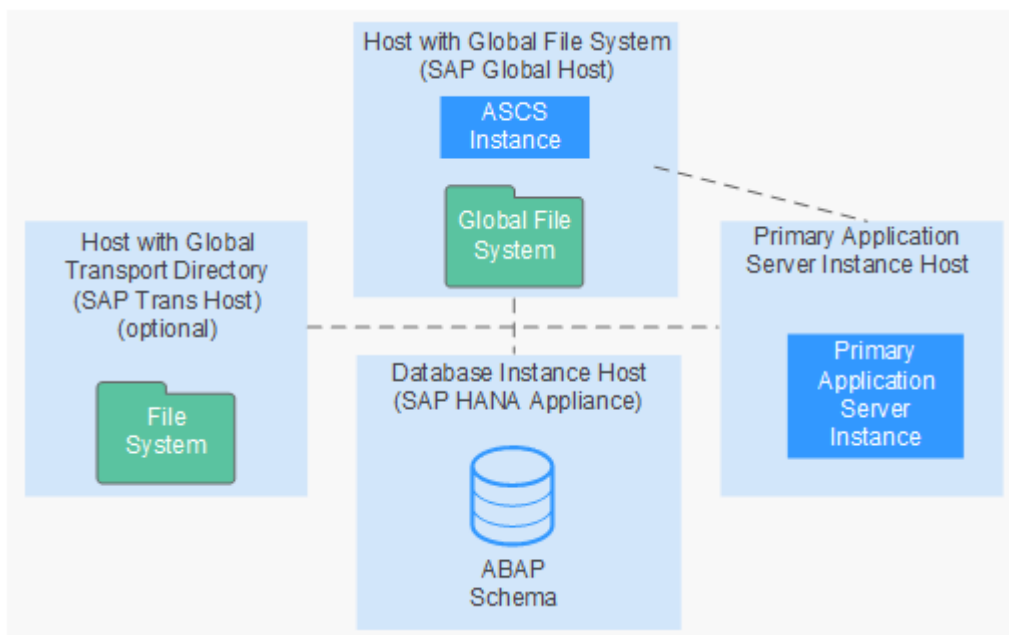 Host with Global File System
(SAP Global Host)
ASCS
Instance
Global File
System
Host with Global
Transport Directory
(SAP Trans Host)
(optional)
File
System
Database Instance Host
(SAP HANA Appliance)
ABAP
Schema
Primary Application
Server Instance Host
Primary
Application
Server
Instance